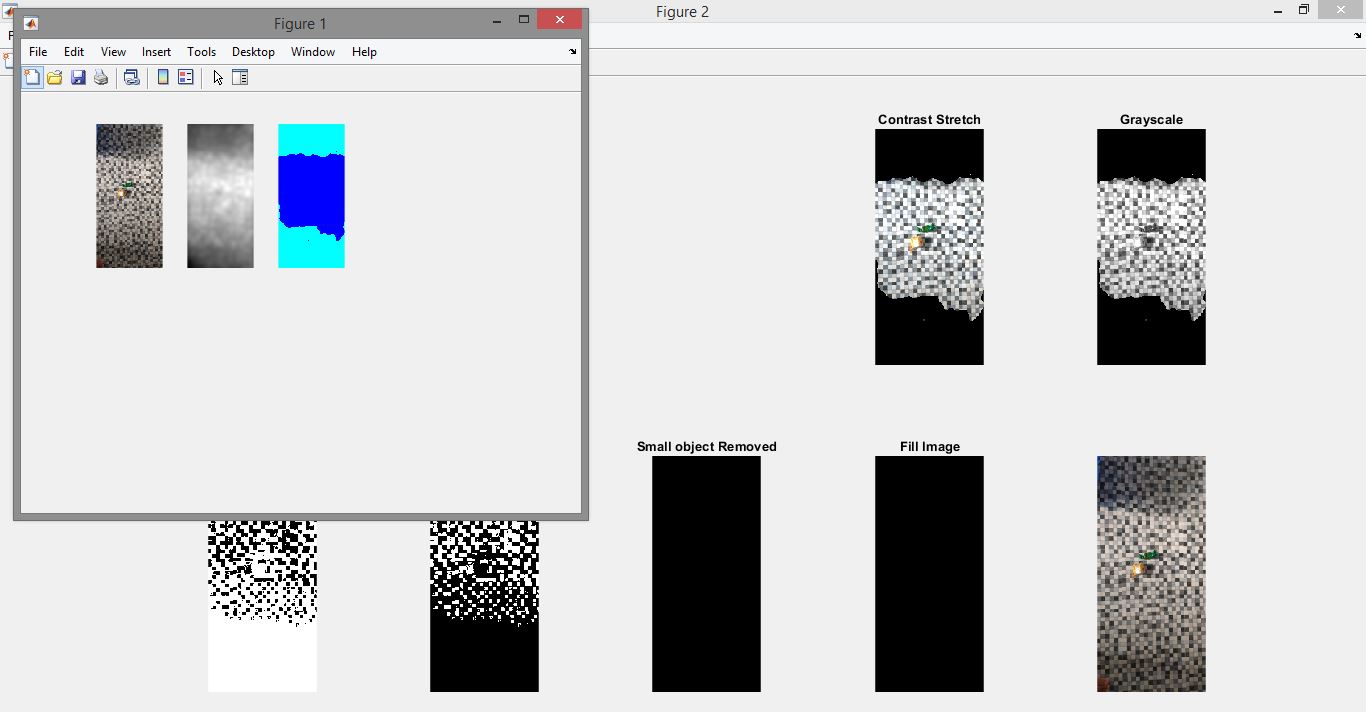 Figure 1
Figure 2
File Edit View Insert Tools Desktop Window Help
Contrast Stretch
Grayscale
Small object Removed
Fill Image